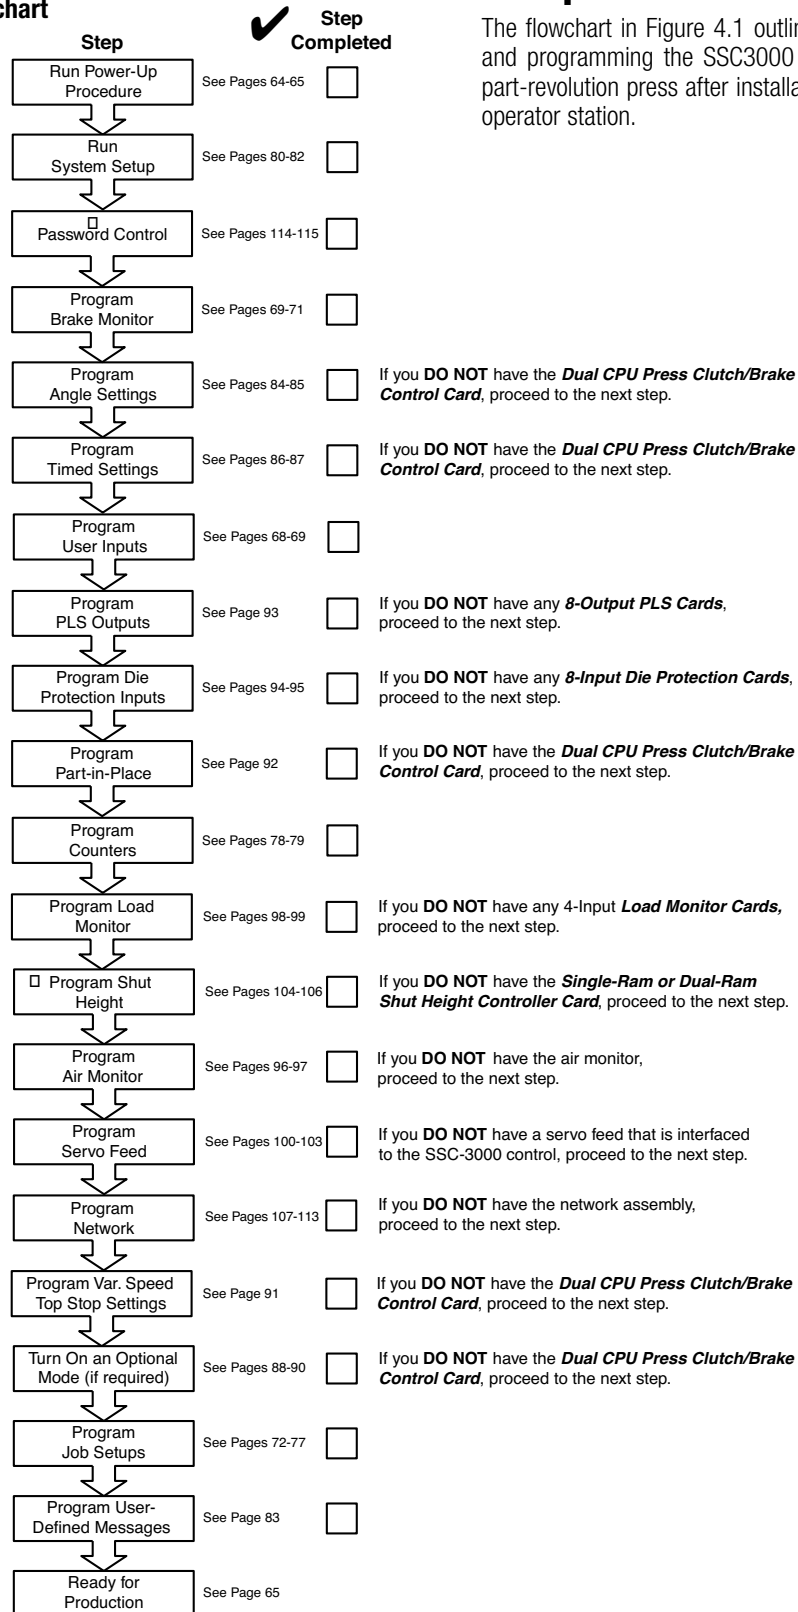 chart
Step
✔ Step
Completed
The flowchart in Figure 4.1
and programming the SSC3000
part-revolution press after
operator station.
Run Power-Up
Procedure
See Pages 64-65
Run
System Setup
See Pages 80-82
Password Control
See Pages 114-115
Program
Brake Monitor
See Pages 69-71
Program
Angle Settings
See Pages 84-85
If you DO NOT have the Dual CPU Press Clutch/Brake
Control Card, proceed to the next step.
Program
Timed Settings
See Pages 86-87
If you DO NOT have the Dual CPU Press Clutch/Brake
Control Card, proceed to the next step.
Program
User Inputs
See Pages 68-69
Program
PLS Outputs
See Page 93
If you DO NOT have any 8-Output PLS Cards,
proceed to the next step.
Program Die
Protection Inputs
See Pages 94-95
If you DO NOT have any 8-Input Die Protection Cards,
proceed to the next step.
Program
Part-in-Place
See Page 92
If you DO NOT have the Dual CPU Press Clutch/Brake
Control Card, proceed to the next step.
Program
Counters
See Pages 78-79
Program Load
Monitor
See Pages 98-99
If you DO NOT have any 4-Input Load Monitor Cards,
proceed to the next step.
Program Shut
Height
See Pages 104-106
If you DO NOT have the Single-Ram or Dual-Ram
Shut Height Controller Card, proceed to the next step.
Program
Air Monitor
See Pages 96-97
If you DO NOT have the air monitor,
proceed to the next step.
Program
Servo Feed
See Pages 100-103
If you DO NOT have a servo feed that is interfaced
to the SSC-3000 control, proceed to the next step.
Program
Network
See Pages 107-113
If you DO NOT have the network assembly,
proceed to the next step.
Program Var. Speed
Top Stop Settings
See Page 91
If you DO NOT have the Dual CPU Press Clutch/Brake
Control Card, proceed to the next step.
Turn On an Optional
Mode (if required)
See Pages 88-90
If you DO NOT have the Dual CPU Press Clutch/Brake
Control Card, proceed to the next step.
Program
Job Setups
See Pages 72-77
Program User-
Defined Messages
See Page 83
Ready for
Production
See Page 65